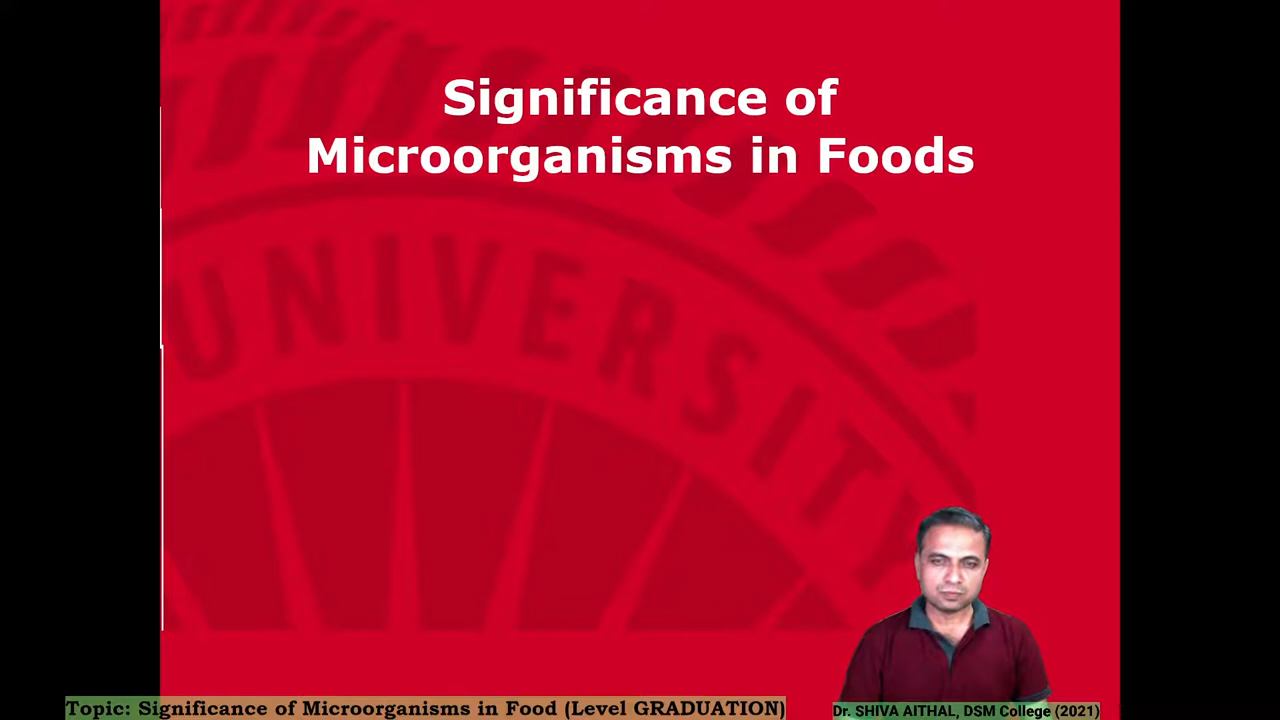 Significance of
Microorganisms in Foods
UNIVERSITY
Topic: Significance of Microorganisms in Food (Level GRADUATION)
Dr. SHIVA AITHAL, DSM College (2021)